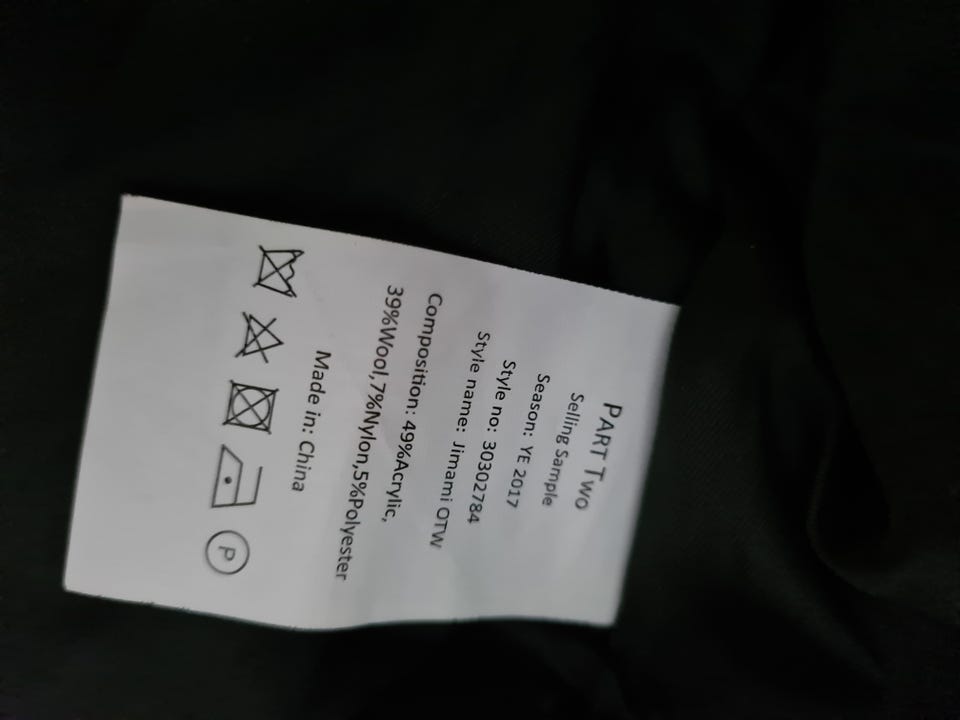 PART TWO
Selling Sample
Season: YE 2017
Style no: 30302784
Style name: Jimami OTW
Composition: 49%Acrylic,
39%Wool,7%Nylon,5%Polyester
Made in: China
P